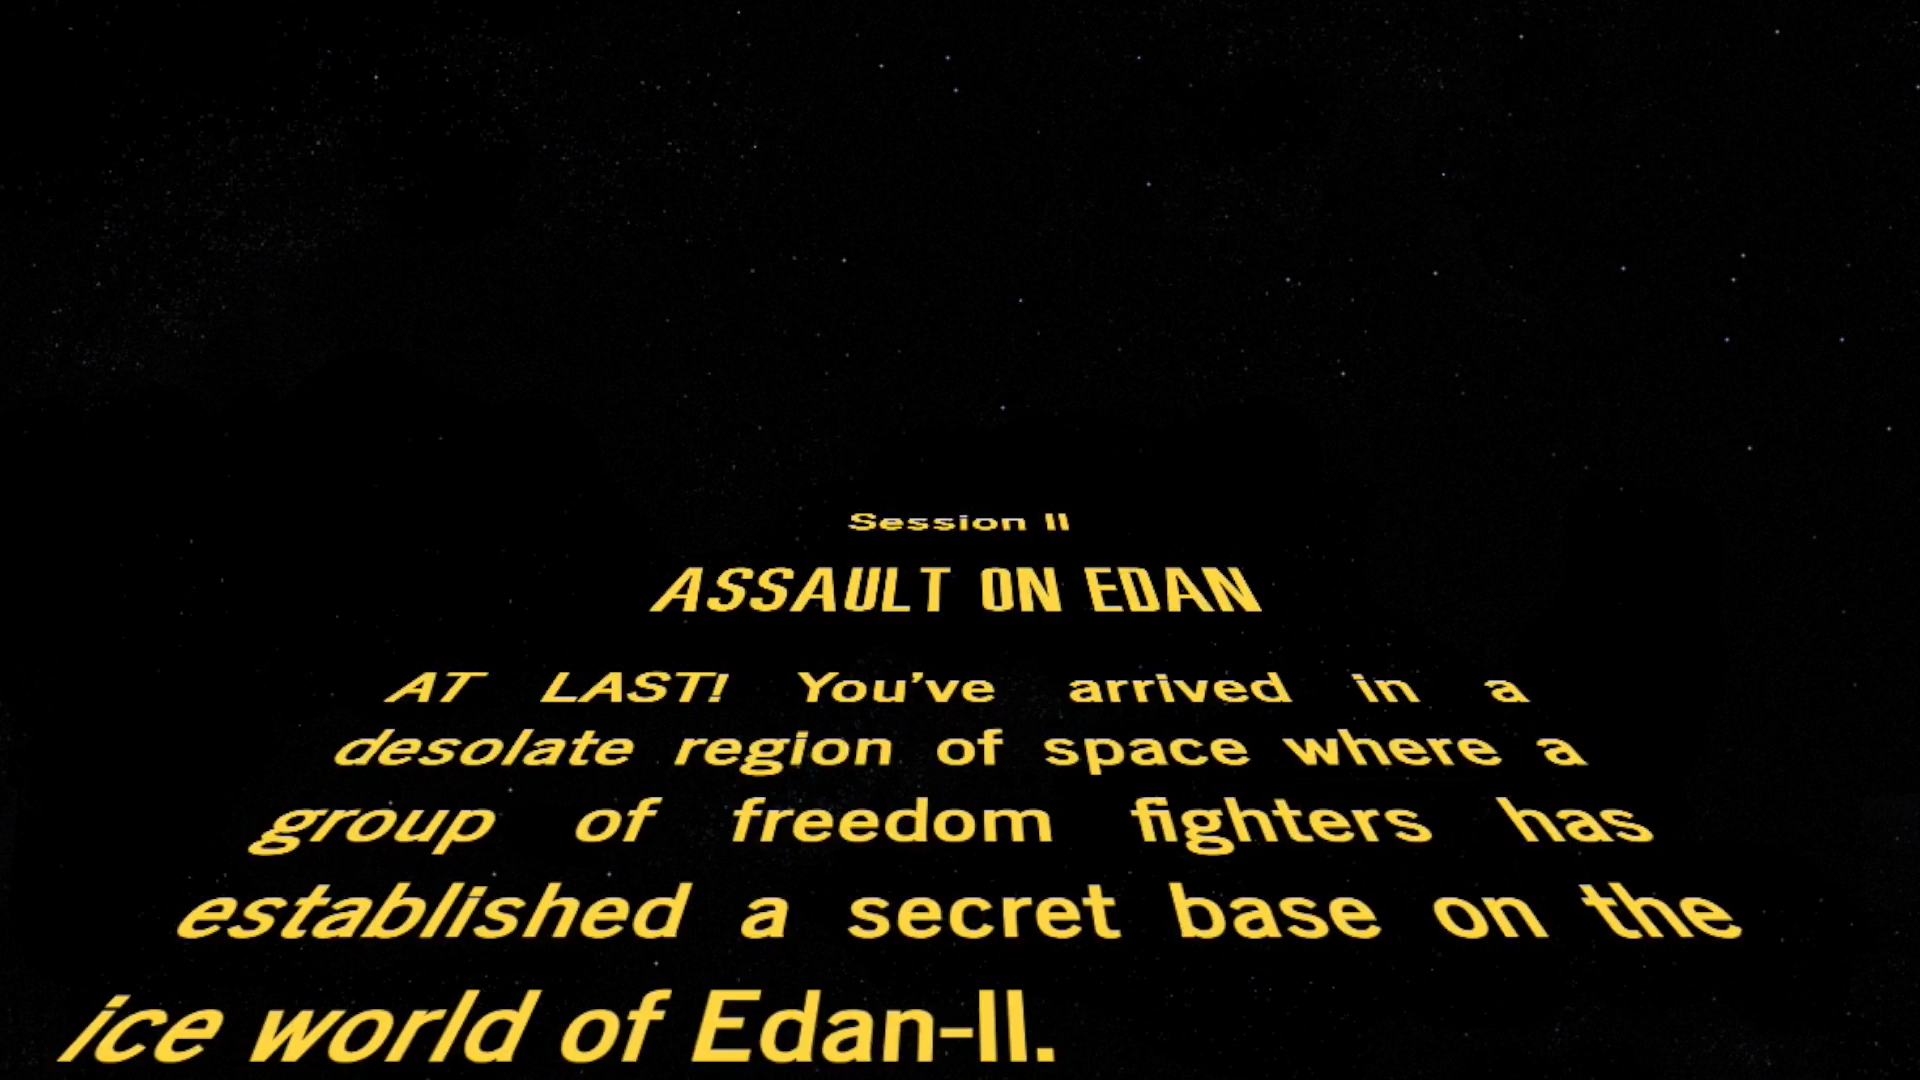 Session II
ASSAULT ON EDAN
AT LAST! You’ve arrived in a
desolate region of space where a
group of freedom fighters has
established a secret base on the
ice world of Edan-II.